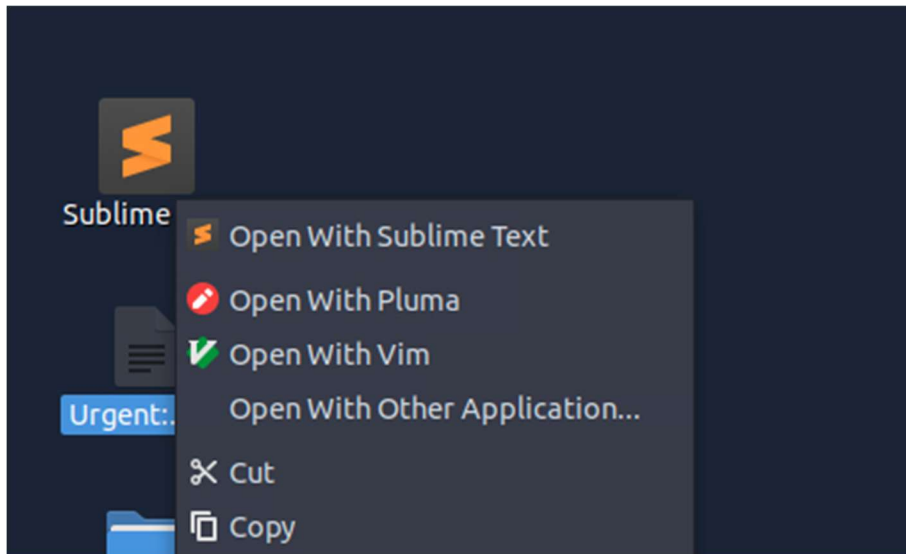 Sublime
Open With Sublime Text
Open With Pluma
Open With Vim
Open With Other Application...
Urgent:..
Cut
Copy